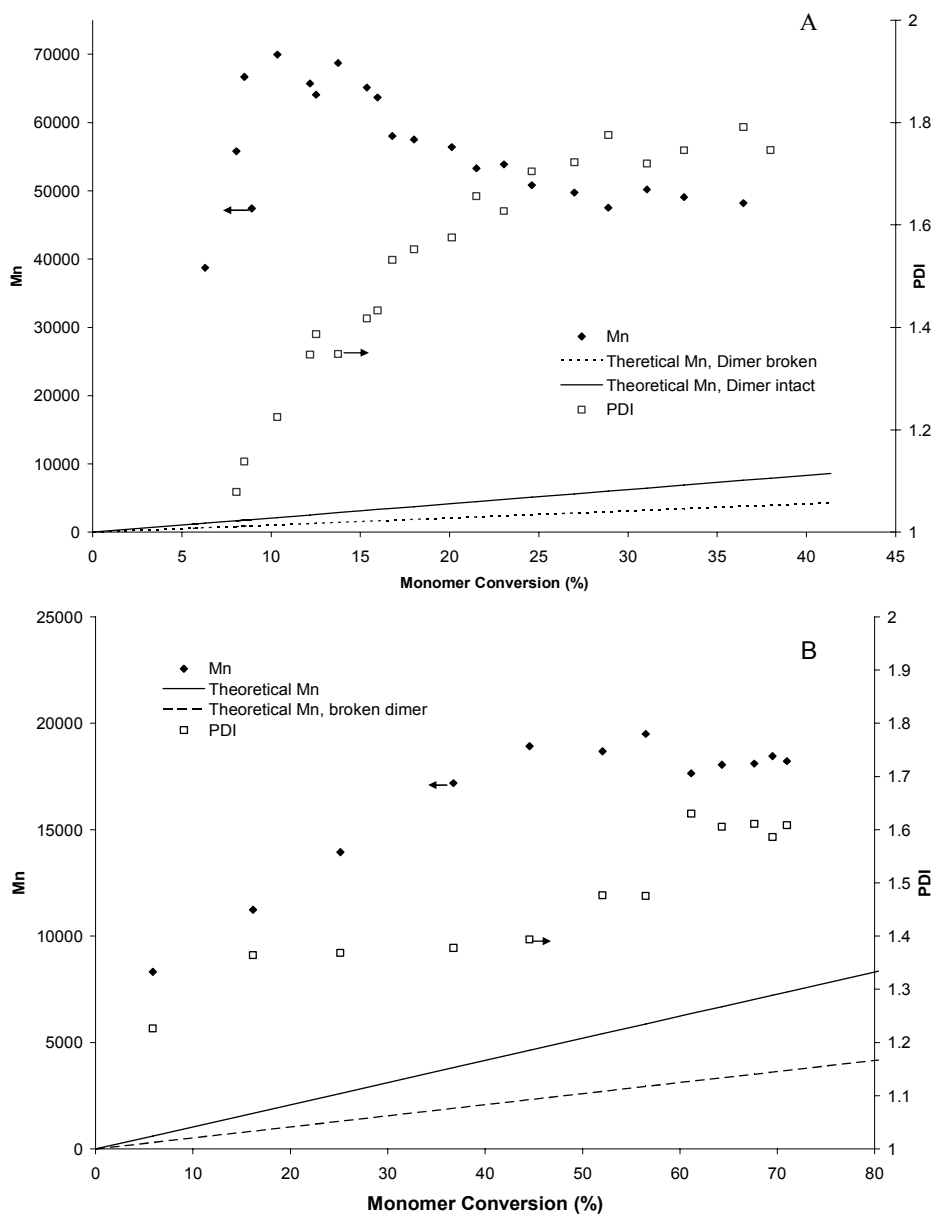 A
70000
60000
50000
40000
30000
20000
10000
0
Mn
2
1.8
1.6
1.4
1.2
1
PDI
Mn
Theretical Mn, Dimer broken
Theoretical Mn, Dimer intact
PDI
0 5 10 15 20 25 30 35 40 45
Monomer Conversion (%)
B
25000
20000
15000
10000
5000
0
Mn
2
1.9
1.8
1.7
1.6
1.5
1.4
1.3
1.2
1.1
1
PDI
Mn
Theoretical Mn
Theoretical Mn, broken dimer
PDI
0 10 20 30 40 50 60 70 80
Monomer Conversion (%)